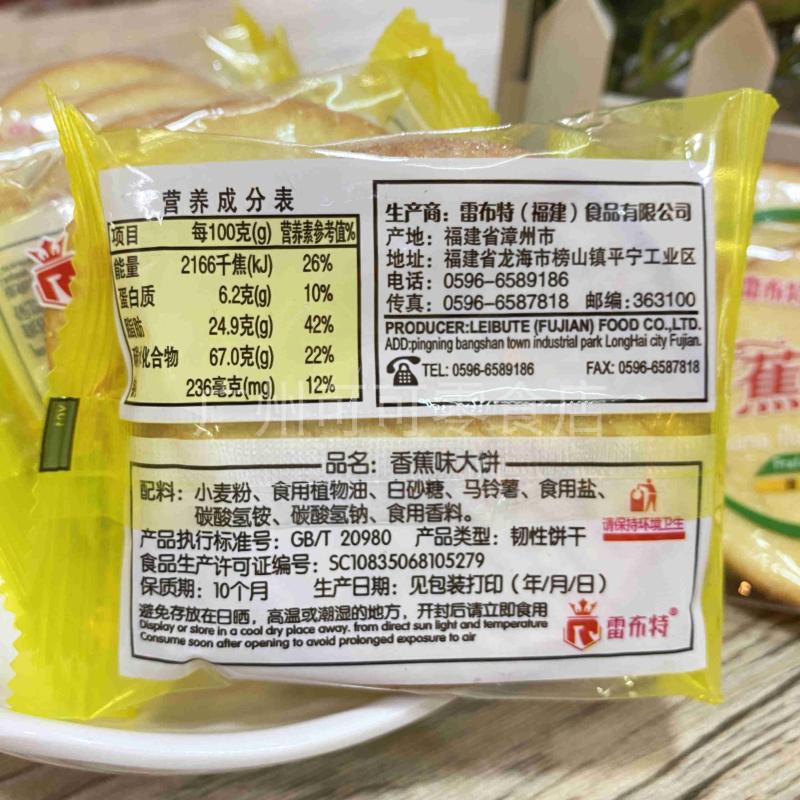 营养成分表
项目 每100克(g) 营养素参考值%
能量 2166千焦(kJ) 26%
蛋白质 6.2克(g) 10%
脂肪 24.9克(g) 42%
碳水化合物 67.0克(g) 22%
236毫克(mg) 12%
生产商：雷布特（福建）食品有限公司
产地：福建省漳州市
地址：福建省龙海市榜山镇平宁工业区
电话：0596-6589186
传真：0596-6587818 邮编:363100
PRODUCER:LEIBUTE (FUJIAN) FOOD CO.,LTD.
ADD:pingning bangshan town industrial park LongHai city Fujian.
TEL: 0596-6589186 FAX: 0596-6587818
州可可零食店
品名：香蕉味大饼
配料：小麦粉、食用植物油、白砂糖、马铃薯、食用盐、
碳酸氢铵、碳酸氢钠、食用香料。
请保持环境卫生
产品执行标准号：GB/T 20980 产品类型：韧性饼干
食品生产许可证编号：SC10835068105279
保质期：10个月 生产日期：见包装打印（年/月/日）
避免存放在日晒，高温或潮湿的地方，开封后请立即食用
Display or store in a cool dry place away. from direct sun light and temperature
Consume soon after opening to avoid prolonged exposure to air
雷布特®
雷布特
蕉